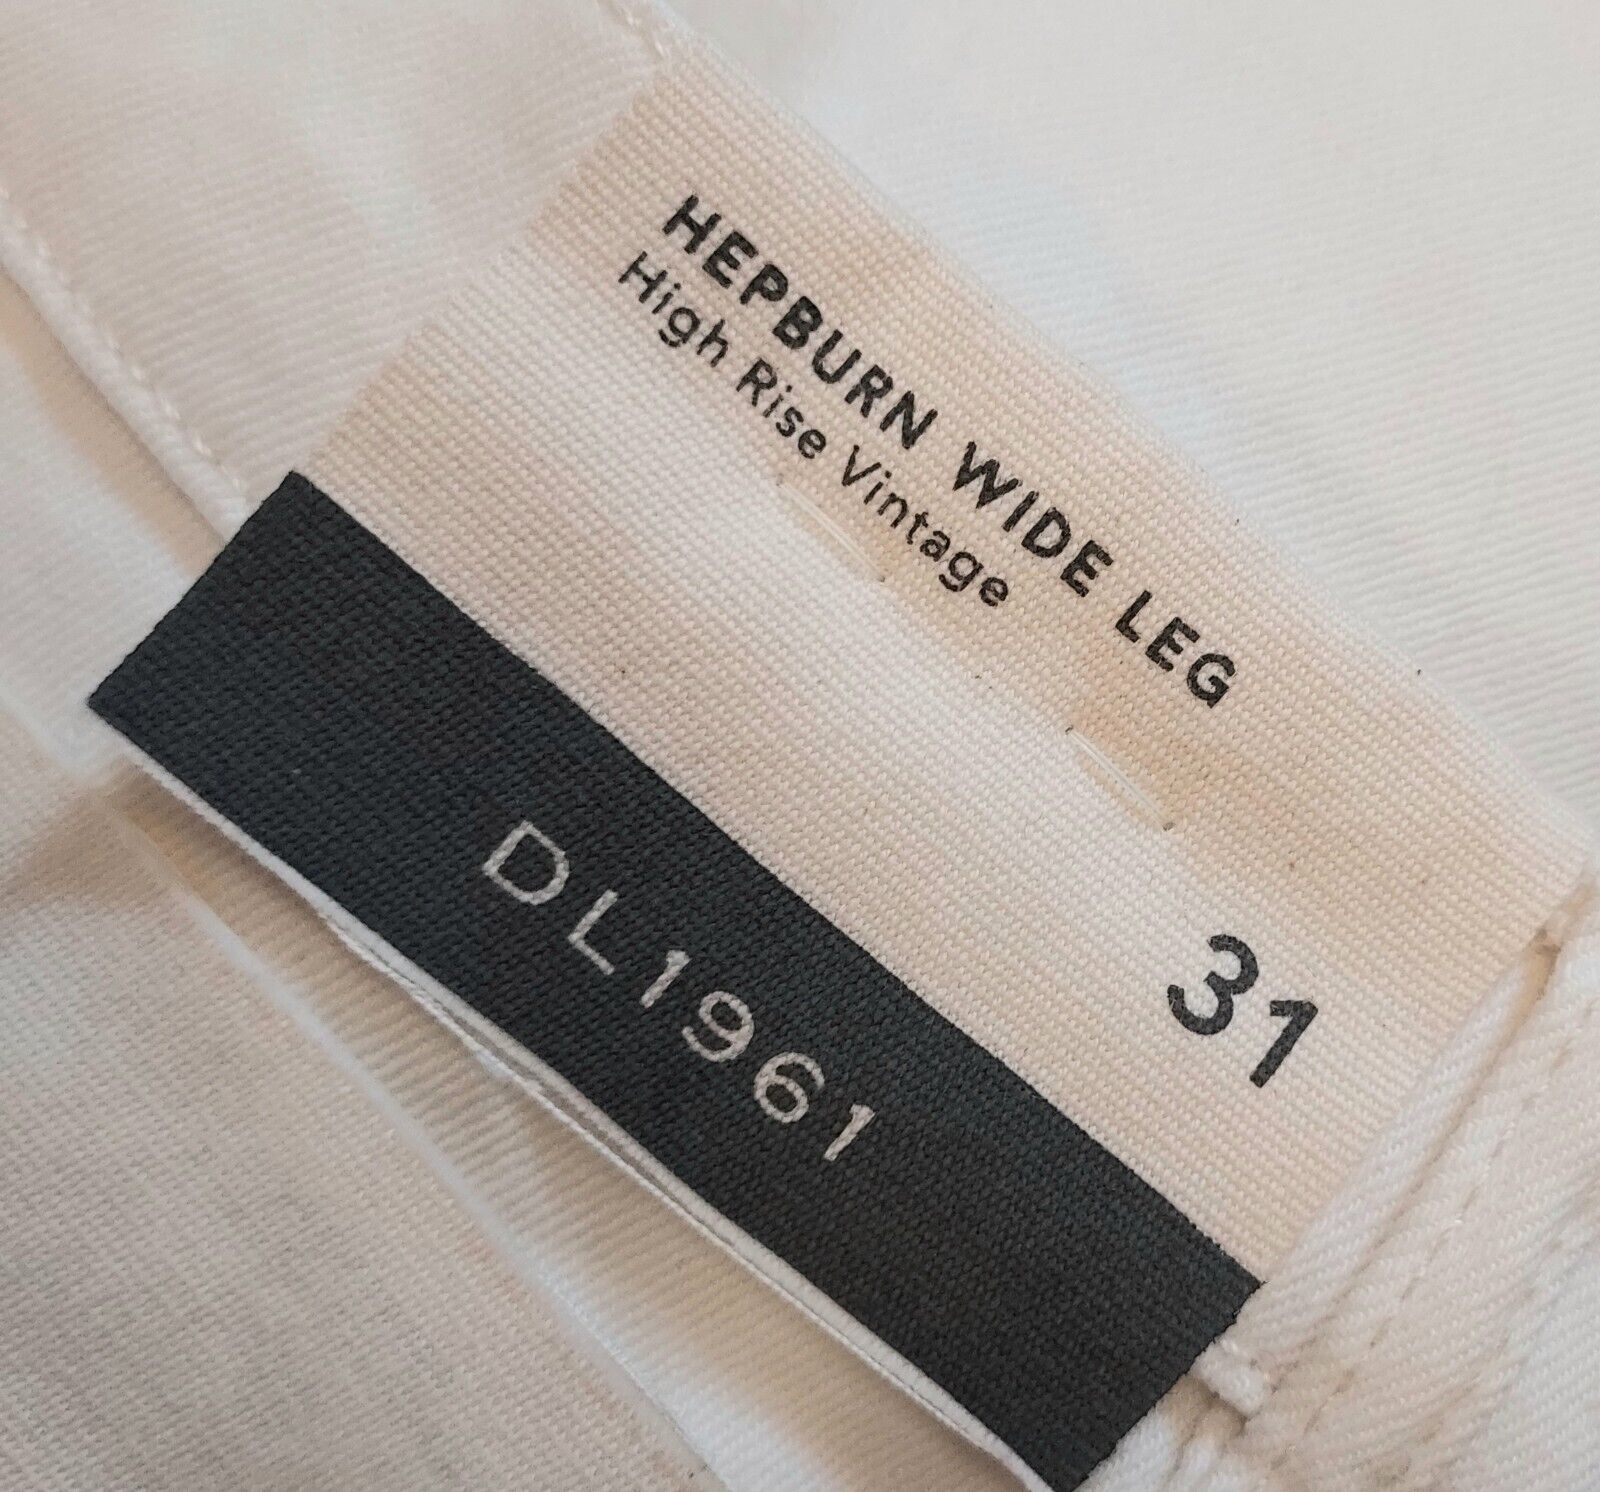 HEPBURN WIDE LEG
High Rise Vintage
31
DL1961